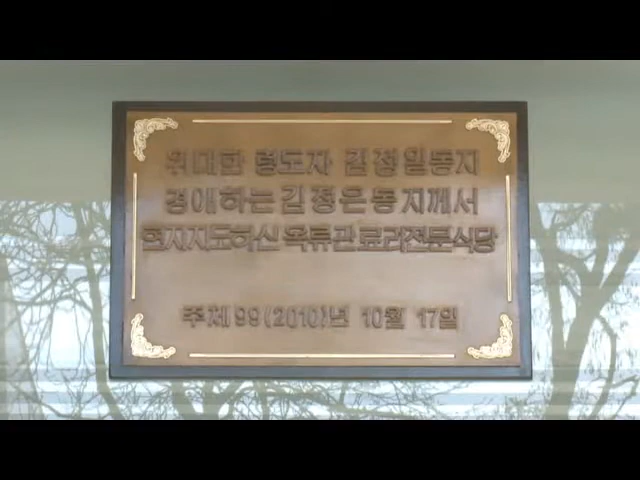 위대한 령도자 김정일동지
경애하는 김정은동지께서
현지지도하신 옥류관 료리전문식당
주체99(2010)년 10월 17일